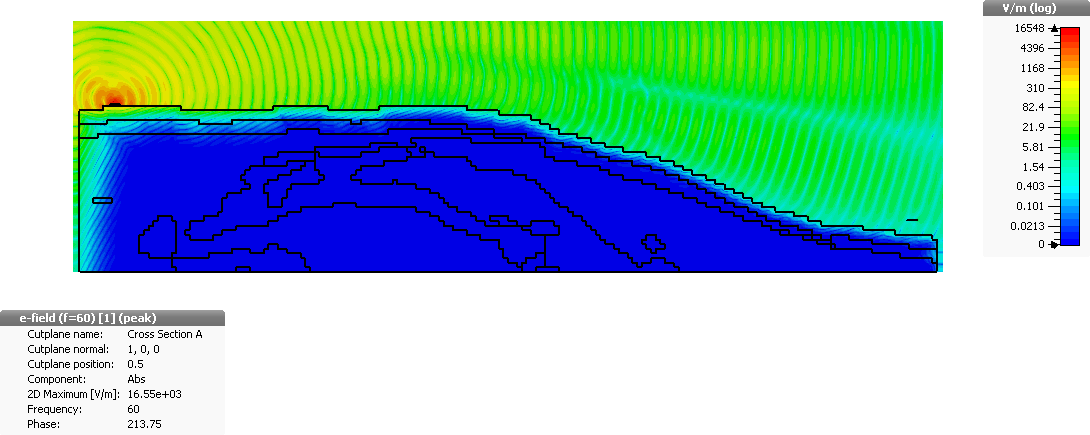 V/m (log)
16548
4396
1168
310
82.4
21.9
5.81
1.54
0.403
0.101
0.0213
0
e-field (f=60) [1] (peak)
Cutplane name: Cross Section A
Cutplane normal: 1, 0, 0
Cutplane position: 0.5
Component: Abs
2D Maximum [V/m]: 16.55e+03
Frequency: 60
Phase: 213.75